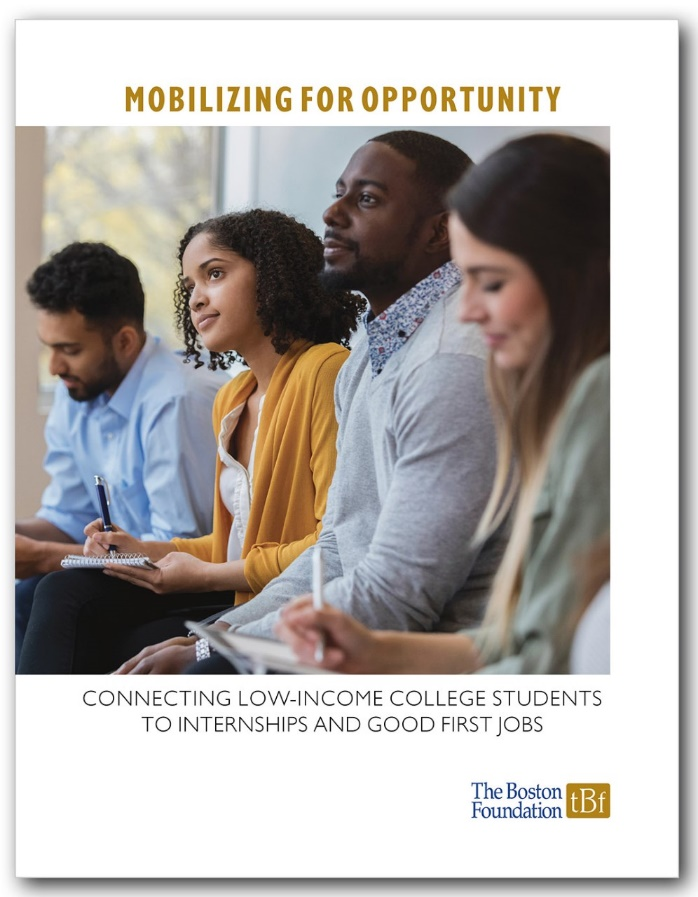 MOBILIZING FOR OPPORTUNITY
CONNECTING LOW-INCOME COLLEGE STUDENTS
TO INTERNSHIPS AND GOOD FIRST JOBS
The Boston
Foundation
tBf